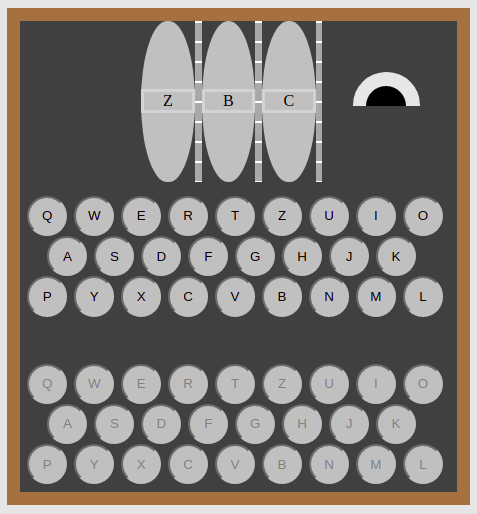 Z B C
Q W E R T Z U I O
A S D F G H J K
P Y X C V B N M L
Q W E R T Z U I O
A S D F G H J K
P Y X C V B N M L